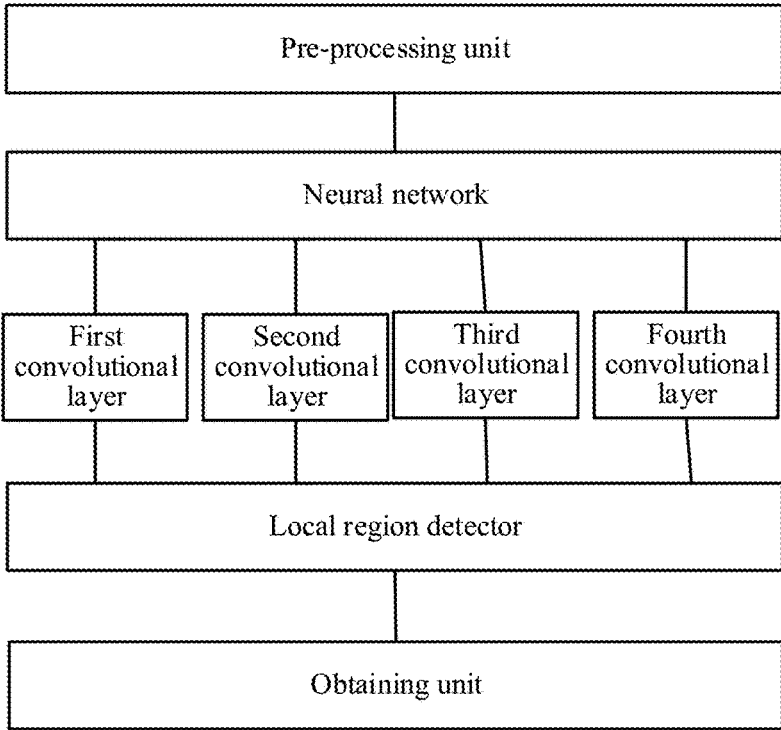 Pre-processing unit
Neural network
First
convolutional
layer
Second
convolutional
layer
Third
convolutional
layer
Fourth
convolutional
layer
Local region detector
Obtaining unit